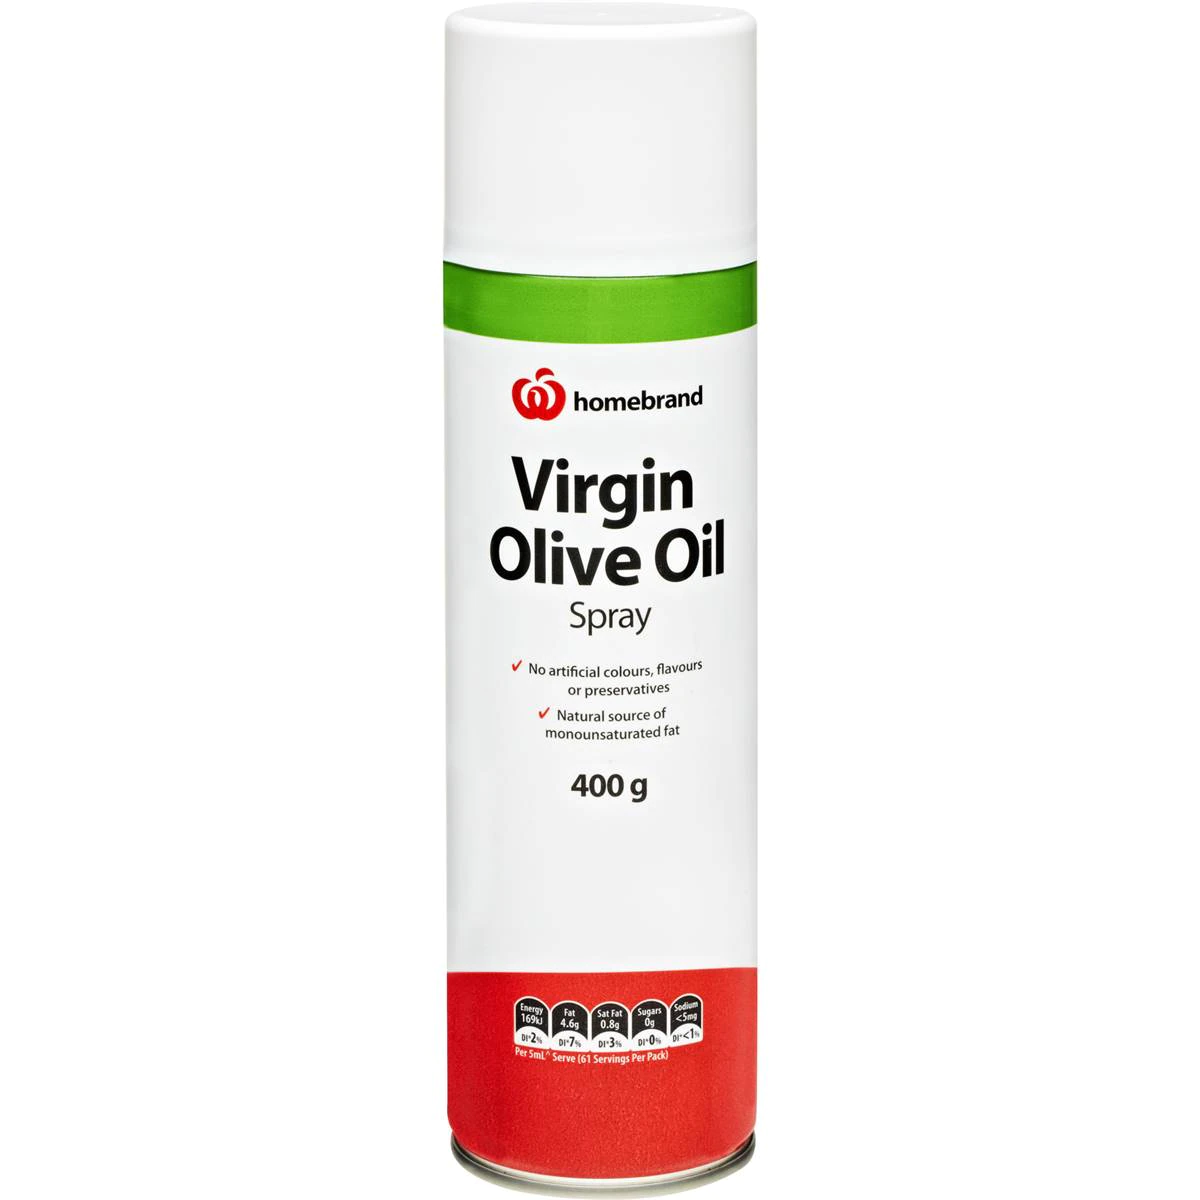 homebrand
Virgin
Olive Oil
Spray
✓ No artificial colours, flavours
or preservatives
✓ Natural source of
monounsaturated fat
400 g
Energy Fat Sat Fat Sugars Sodium
169kJ 4.6g 0.8g 0g <5mg
DI*2% DI*7% DI*3% DI*0% DI*<1%
Per 5mL^ Serve (61 Servings Per Pack)